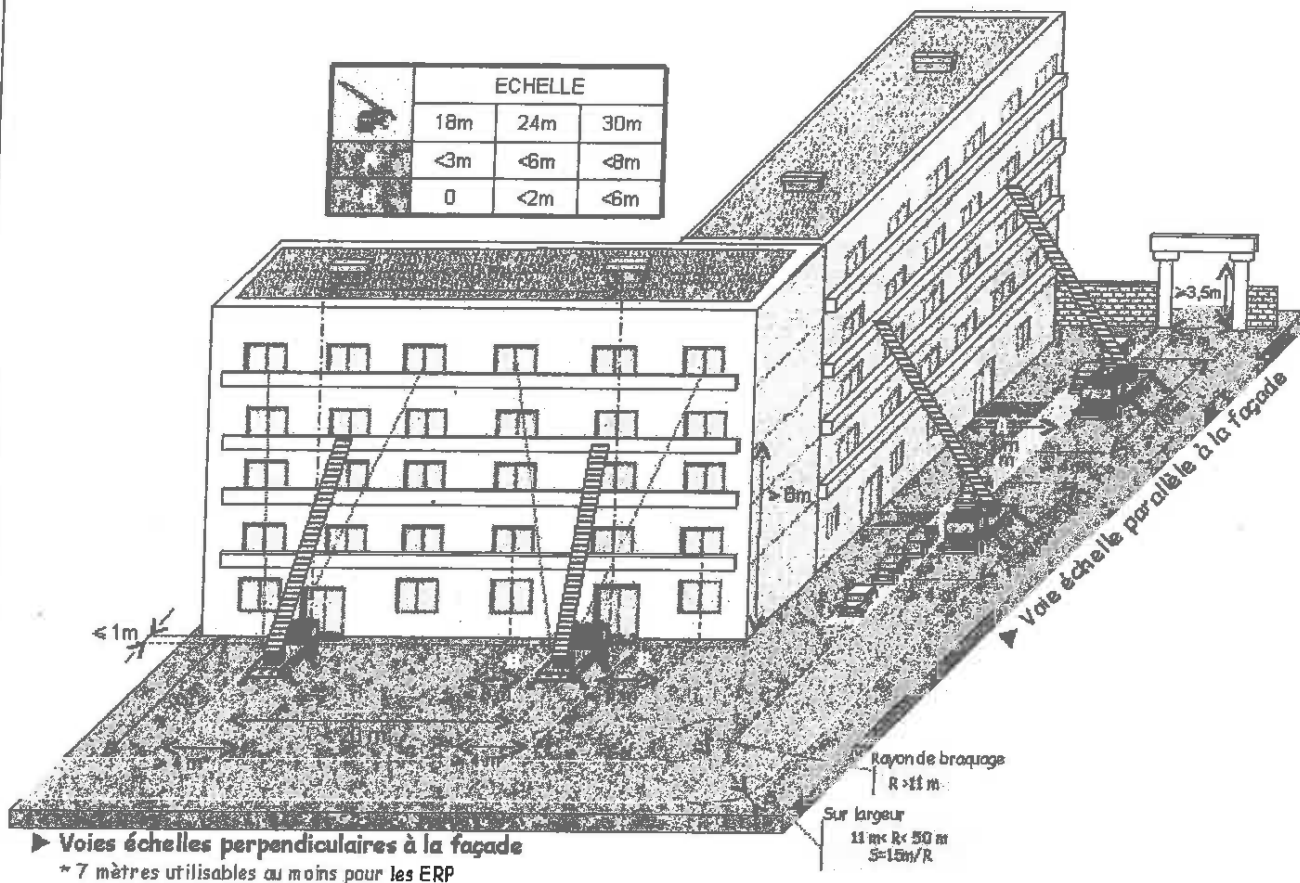 ECHELLE
18m 24m 30m
<3m <6m <8m
0 <2m <6m
>3,5m
> 8m
≤ 1m
▶ Voie échelle parallèle à la façade
Rayon de braquage
R >11 m
Sur largeur
11 m< R< 50 m
S=15m/R
▶ Voies échelles perpendiculaires à la façade
* 7 mètres utilisables au moins pour les ERP